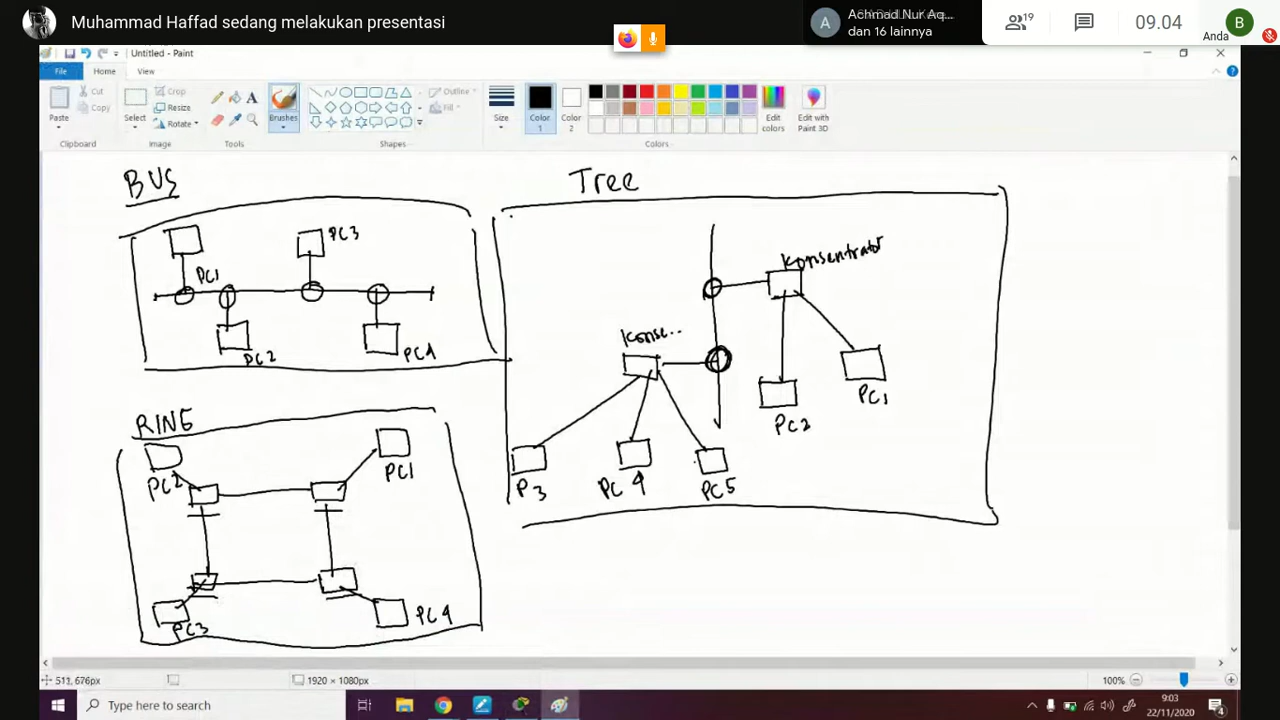 Muhammad Haffad sedang melakukan presentasi
A
Achmad Nur Aq...
dan 16 lainnya
19
09.04
Anda
B
Untitled - Paint
File
Home
View
Paste
Cut
Copy
Clipboard
Select
Crop
Resize
Rotate
Image
A
Tools
Brushes
Outline
Fill
Shapes
Size
Color
1
Color
2
Edit
colors
Edit with
Paint 3D
Colors
BUS
PC1
PC3
PC2
PC4
Tree
Konsentrator
Konse..
PC1
PC2
P3
PC 4
PC5
RING
PC2
PC1
PC3
PC4
511, 676px
1920 × 1080px
100%
Type here to search
9:03
22/11/2020
4